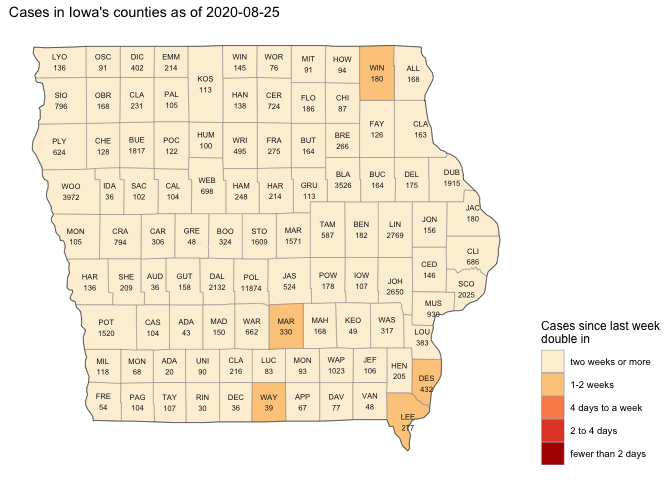 Cases in Iowa's counties as of 2020-08-25
LYO OSC DIC EMM WIN WOR MIT HOW WIN ALL
136 91 402 214 145 76 91 94 180 168
KOS
113
SIO OBR CLA PAL HAN CER FLO CHI
796 168 231 105 138 724 186 87
FAY CLA
126 163
PLY CHE BUE POC HUM WRI FRA BUT BRE
624 128 1817 122 100 495 275 164 266
BLA BUC DEL DUB
3526 164 175 1915
WOO IDA SAC CAL WEB HAM HAR GRU
3972 36 102 104 698 248 214 113
JAC
180
MON CRA CAR GRE BOO STO MAR TAM BEN LIN JON
105 794 306 48 324 1609 1571 587 182 2769 156
CLI
686
CED
146
HAR SHE AUD GUT DAL POL JAS POW IOW JOH SCO
136 209 36 158 2132 11874 524 178 107 2650 2025
MUS
939
POT CAS ADA MAD WAR MAR MAH KEO WAS LOU
1520 104 43 150 662 330 168 49 317 383
MIL MON ADA UNI CLA LUC MON WAP JEF HEN DES
118 68 20 90 216 83 93 1023 106 205 432
FRE PAG TAY RIN DEC WAY APP DAV VAN LEE
54 104 107 30 36 39 67 77 48 277
Cases since last week
double in
two weeks or more
1-2 weeks
4 days to a week
2 to 4 days
fewer than 2 days